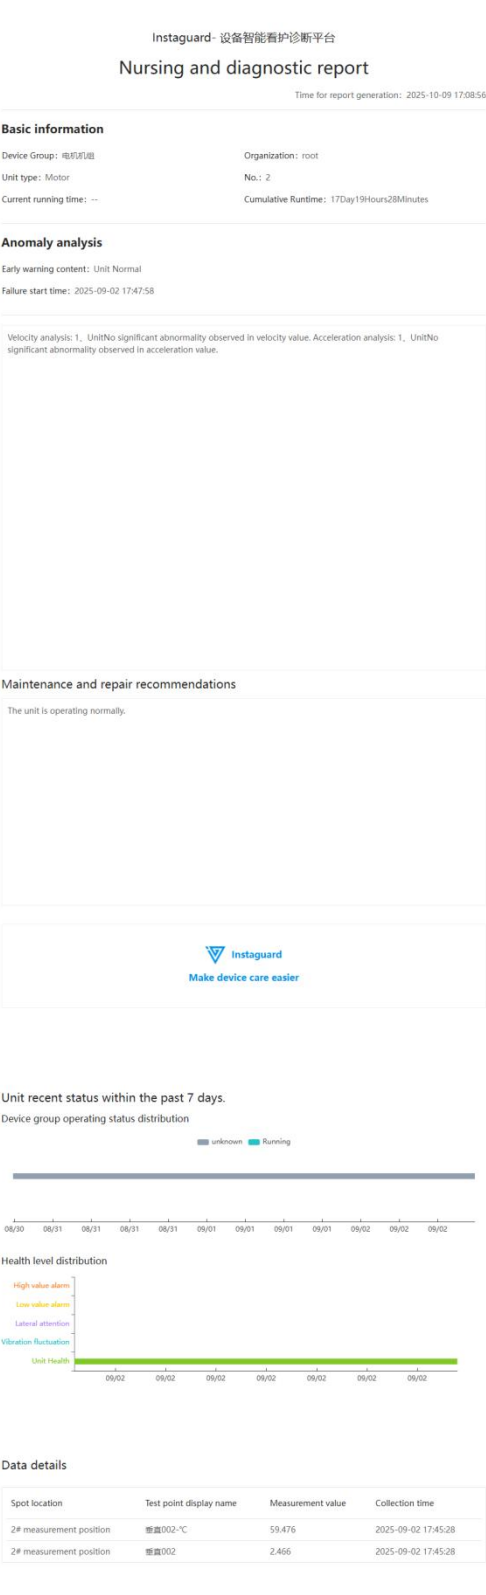 Instaguard- 设备智能看护诊断平台
Nursing and diagnostic report
Time for report generation: 2025-10-09 17:08:56
Basic information
Device Group: 电机机组
Organization: root
Unit type: Motor
No.: 2
Current running time: --
Cumulative Runtime: 17Day19Hours28Minutes
Anomaly analysis
Early warning content: Unit Normal
Failure start time: 2025-09-02 17:47:58
Velocity analysis: 1、UnitNo significant abnormality observed in velocity value. Acceleration analysis: 1、UnitNo
significant abnormality observed in acceleration value.
Maintenance and repair recommendations
The unit is operating normally.
Instaguard
Make device care easier
Unit recent status within the past 7 days.
Device group operating status distribution
unknown Running
08/30 08/31 08/31 08/31 08/31 09/01 09/01 09/01 09/01 09/02 09/02 09/02
Health level distribution
High value alarm
Low value alarm
Lateral attention
Vibration fluctuation
Unit Health
09/02 09/02 09/02 09/02 09/02 09/02 09/02
Data details
Spot location Test point display name Measurement value Collection time
2# measurement position 垂直002-℃ 59.476 2025-09-02 17:45:28
2# measurement position 垂直002 2.466 2025-09-02 17:45:28